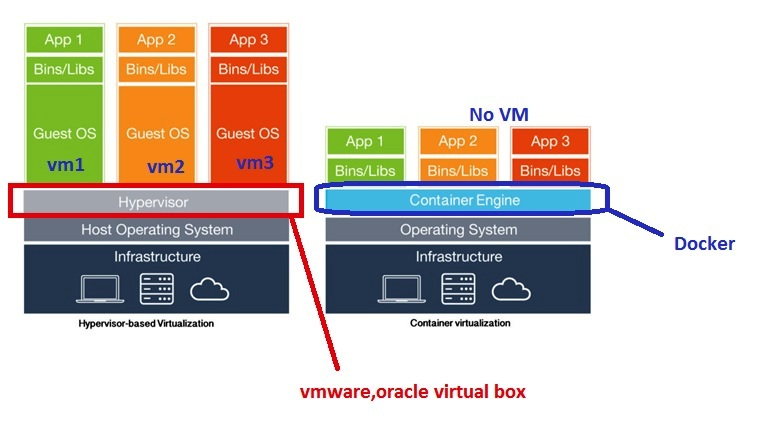 App 1
App 2
App 3
Bins/Libs
Bins/Libs
Bins/Libs
Guest OS
Guest OS
Guest OS
vm1
vm2
vm3
Hypervisor
Host Operating System
Infrastructure
Hypervisor-based Virtualization
No VM
App 1
App 2
App 3
Bins/Libs
Bins/Libs
Bins/Libs
Container Engine
Operating System
Docker
Infrastructure
Container virtualization
vmware,oracle virtual box